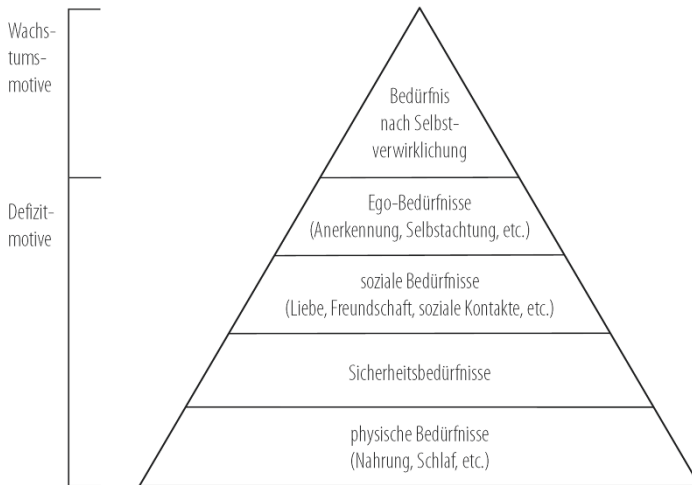 Wachs-
tums-
motive
Bedürfnis
nach Selbst-
verwirklichung
Defizit-
motive
Ego-Bedürfnisse
(Anerkennung, Selbstachtung, etc.)
soziale Bedürfnisse
(Liebe, Freundschaft, soziale Kontakte, etc.)
Sicherheitsbedürfnisse
physische Bedürfnisse
(Nahrung, Schlaf, etc.)